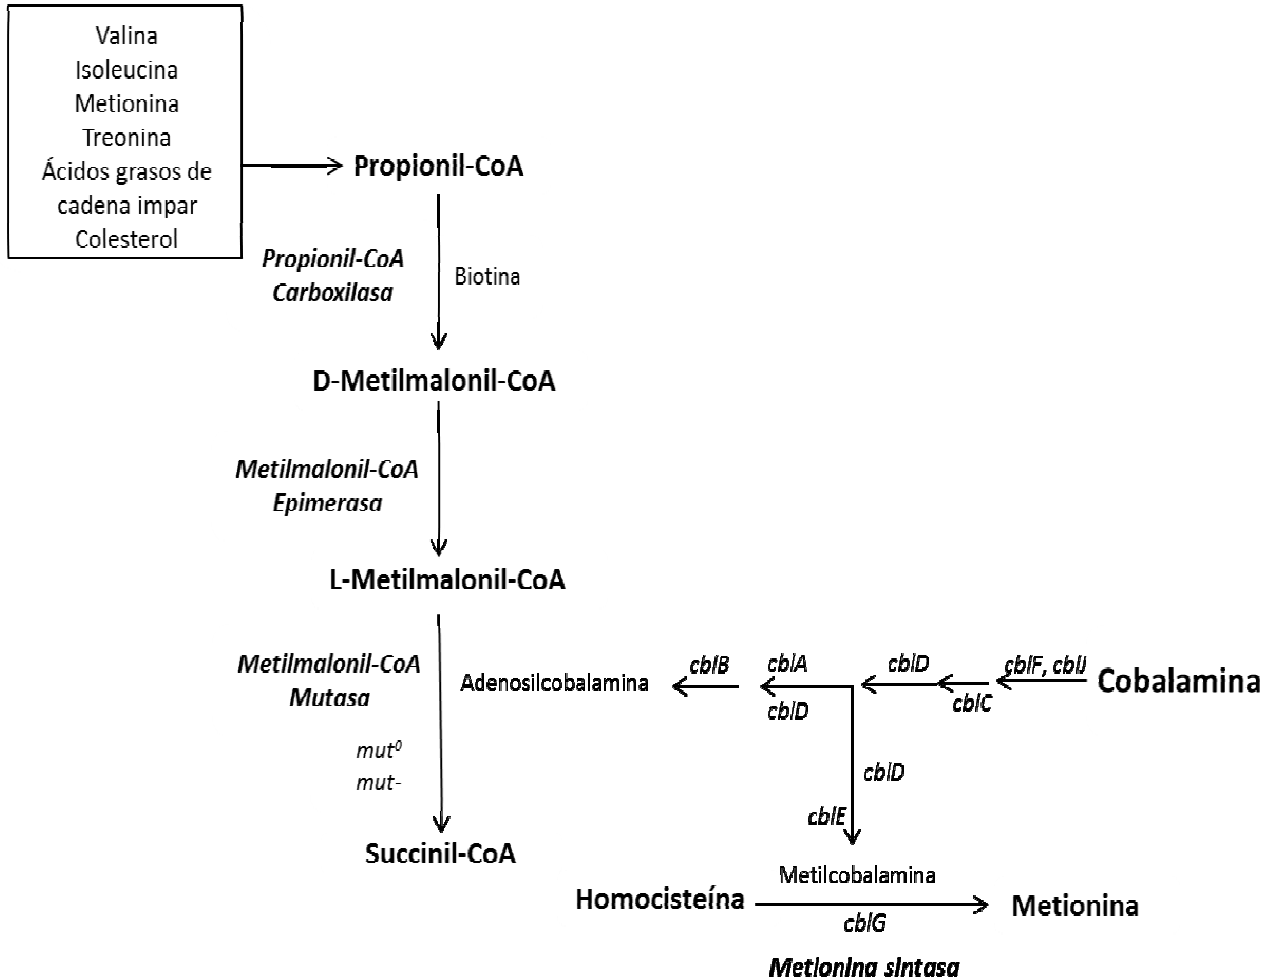 Valina
Isoleucina
Metionina
Treonina
Ácidos grasos de
cadena impar
Colesterol
Propionil-CoA
Propionil-CoA
Carboxilasa
Biotina
D-Metilmalonil-CoA
Metilmalonil-CoA
Epimerasa
L-Metilmalonil-CoA
Metilmalonil-CoA
Mutasa
mut⁰
mut-
Adenosilcobalamina
cblB
cblA
cblD
cblD
cblC
cblF, cblJ
Cobalamina
cblD
cblE
Succinil-CoA
Metilcobalamina
Homocisteína
cblG
Metionina
Metionina sintasa